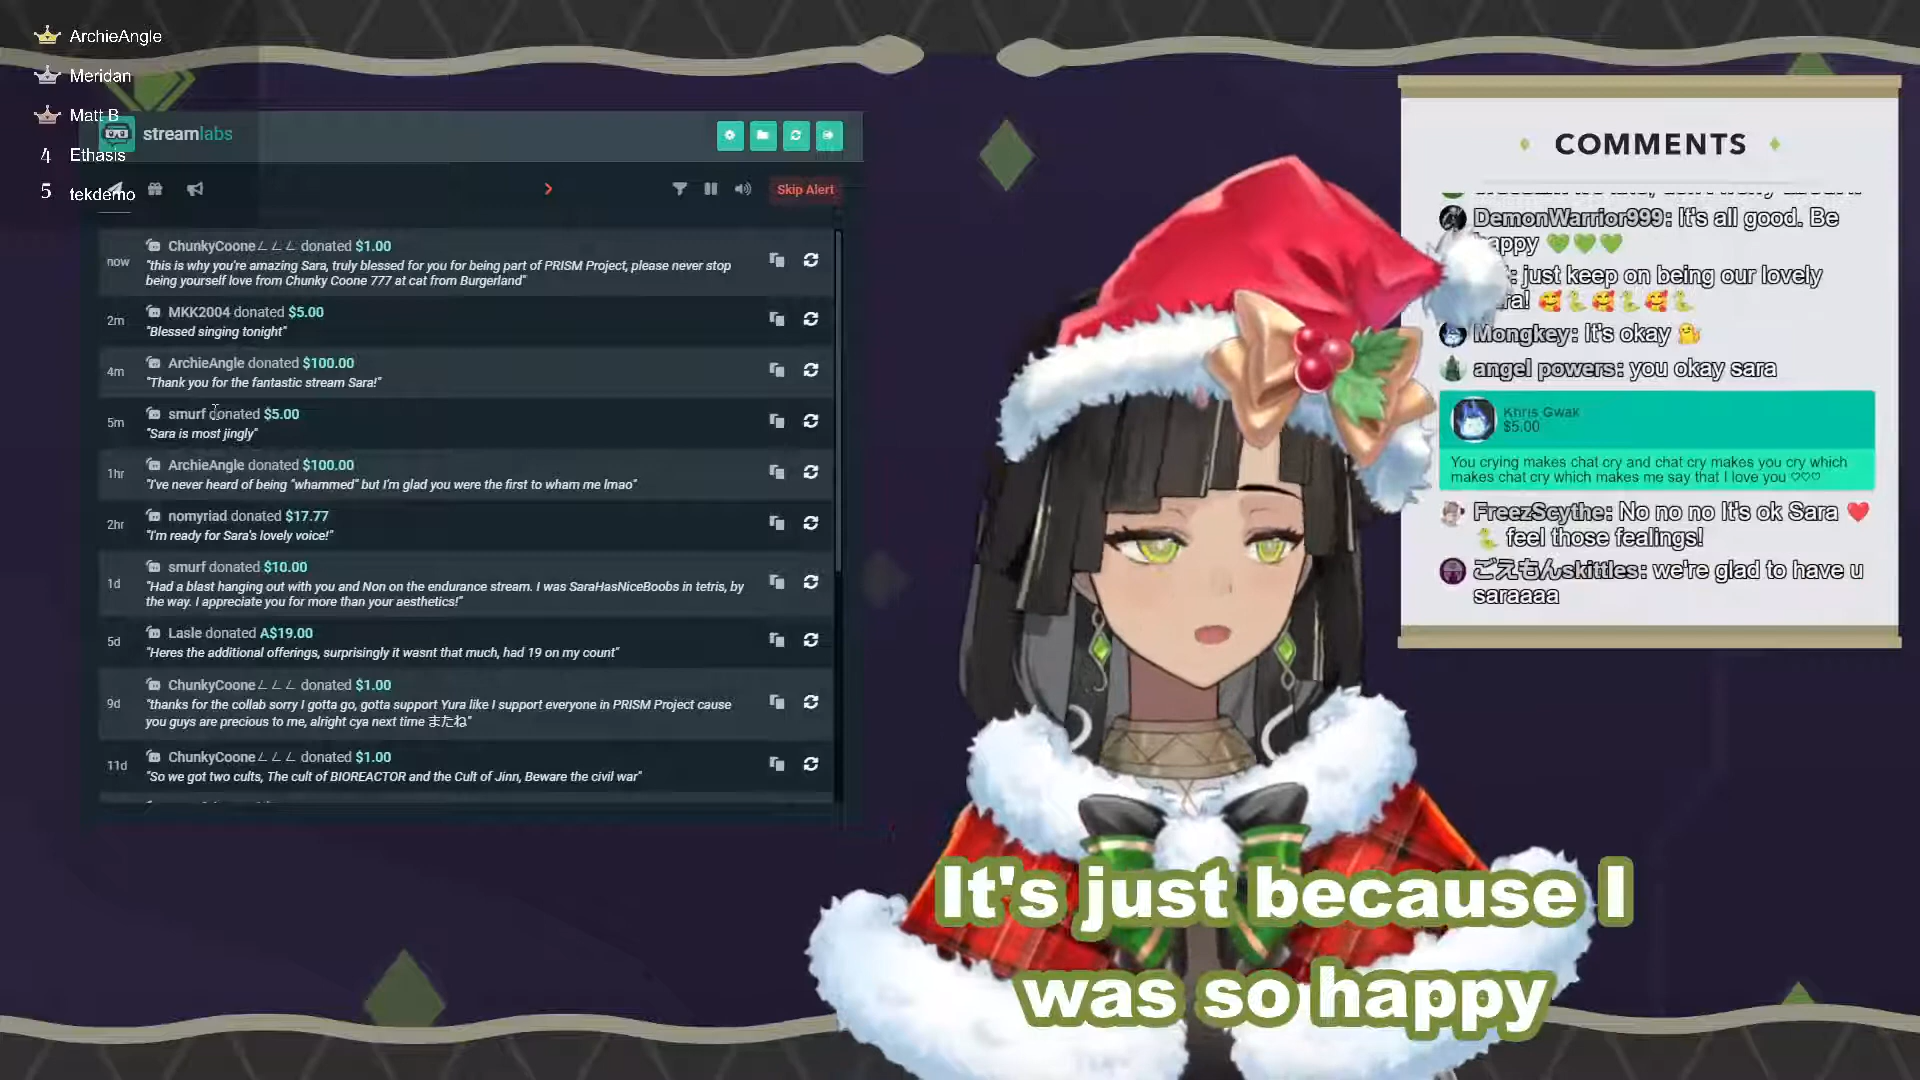 ArchieAngle
Meridan
Matt B
4 Ethasis
5 tekdemo
streamlabs
Skip Alert
now
ChunkyCooneㄥㄥㄥ donated $1.00
"this is why you're amazing Sara, truly blessed for you for being part of PRISM Project, please never stop
being yourself love from Chunky Coone 777 at cat from Burgerland"
2m
MKK2004 donated $5.00
"Blessed singing tonight"
4m
ArchieAngle donated $100.00
"Thank you for the fantastic stream Sara!"
5m
smurf donated $5.00
"Sara is most jingly"
1hr
ArchieAngle donated $100.00
"I've never heard of being "whammed" but I'm glad you were the first to wham me lmao"
2hr
nomyriad donated $17.77
"I'm ready for Sara's lovely voice!"
1d
smurf donated $10.00
"Had a blast hanging out with you and Non on the endurance stream. I was SaraHasNiceBoobs in tetris, by
the way. I appreciate you for more than your aesthetics!"
5d
Lasle donated A$19.00
"Heres the additional offerings, surprisingly it wasnt that much, had 19 on my count"
9d
ChunkyCooneㄥㄥㄥ donated $1.00
"thanks for the collab sorry I gotta go, gotta support Yura like I support everyone in PRISM Project cause
you guys are precious to me, alright cya next time またね"
11d
ChunkyCooneㄥㄥㄥ donated $1.00
"So we got two cults, The cult of BIOREACTOR and the Cult of Jinn, Beware the civil war"
COMMENTS
DemonWarrior999: It's all good. Be
happy 💚💚💚
: just keep on being our lovely
🥰🐍🥰🐍🥰🐍
Mongkey: It's okay
angel powers: you okay sara
Khris Gwak
$5.00
You crying makes chat cry and chat cry makes you cry which
makes chat cry which makes me say that I love you ♡♡♡
FreezScythe: No no no It's ok Sara ❤️
🐍 feel those fealings!
ごえもんskittles: we're glad to have u
saraaaa
It's just because I
was so happy